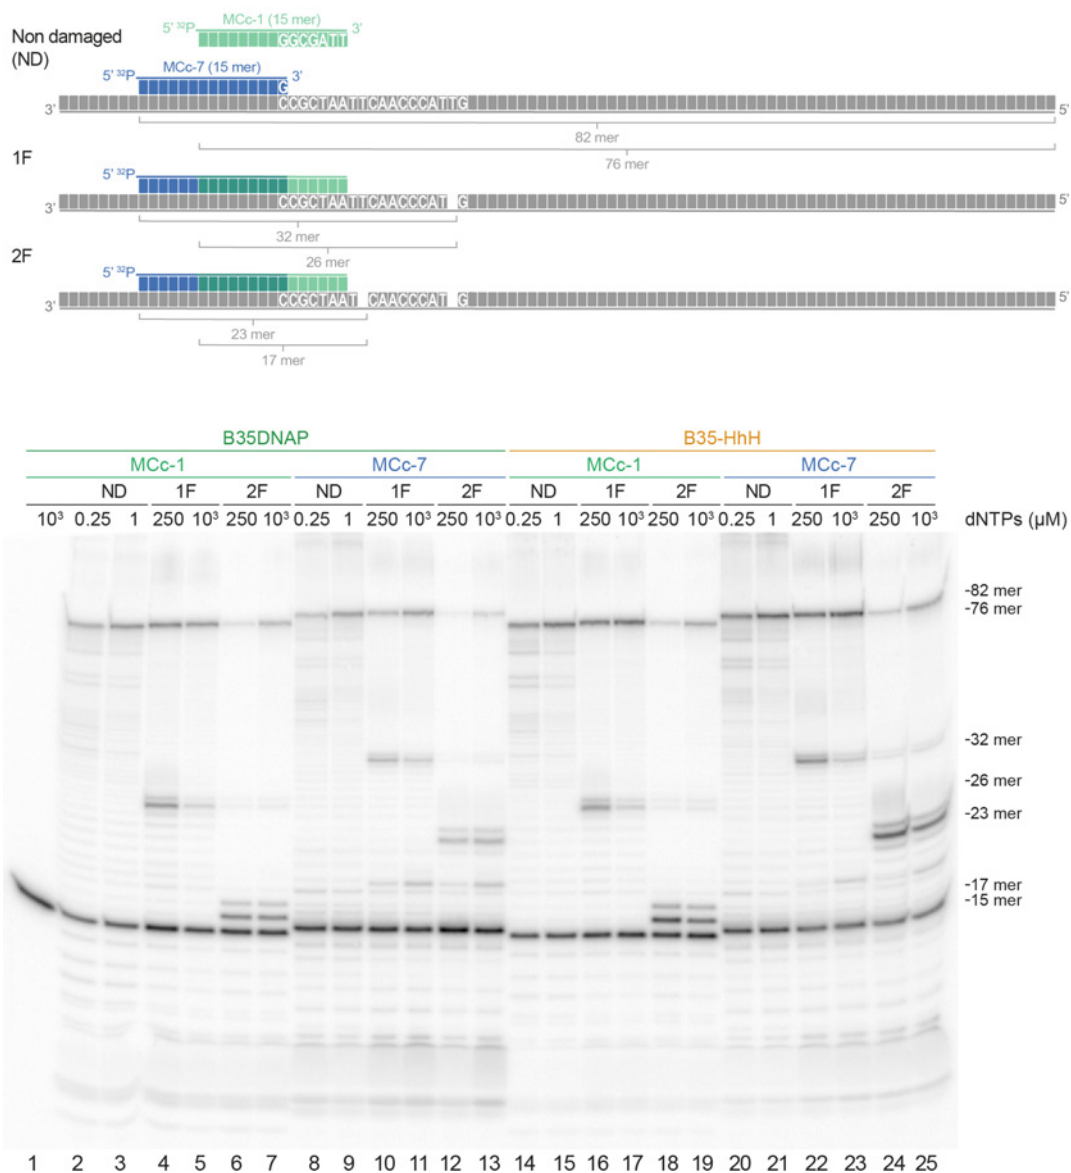 MCc-1 (15 mer)
5' ³²P 3'
Non damaged
(ND)
GGCGATT
MCc-7 (15 mer)
5' ³²P 3'
G
CCGCTAATTCAACCCATTG
3' 5'
82 mer
76 mer
1F
5' ³²P
CCGCTAATTCAACCCAT G
3' 5'
32 mer
26 mer
2F
5' ³²P
CCGCTAAT CAACCCAT G
3' 5'
23 mer
17 mer
B35DNAP B35-HhH
MCc-1 MCc-7 MCc-1 MCc-7
ND 1F 2F ND 1F 2F ND 1F 2F ND 1F 2F
10³ 0.25 1 250 10³ 250 10³ 0.25 1 250 10³ 250 10³ 0.25 1 250 10³ 250 10³ 0.25 1 250 10³ 250 10³ dNTPs (µM)
-82 mer
-76 mer
-32 mer
-26 mer
-23 mer
-17 mer
-15 mer
1 2 3 4 5 6 7 8 9 10 11 12 13 14 15 16 17 18 19 20 21 22 23 24 25